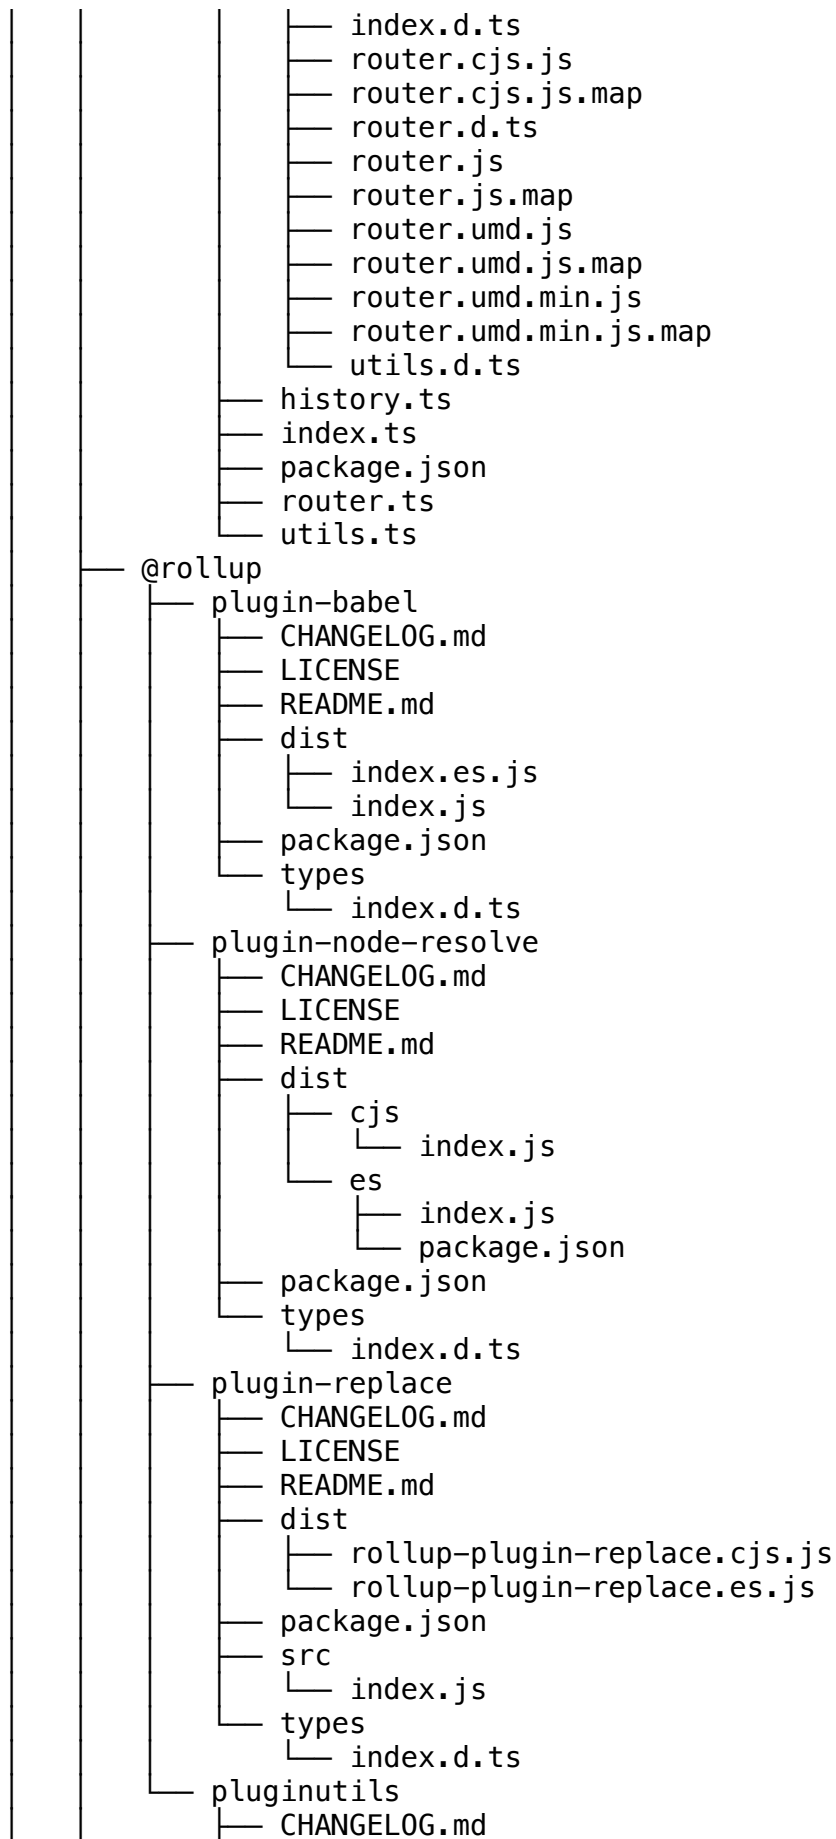 index.d.ts
router.cjs.js
router.cjs.js.map
router.d.ts
router.js
router.js.map
router.umd.js
router.umd.js.map
router.umd.min.js
router.umd.min.js.map
utils.d.ts
history.ts
index.ts
package.json
router.ts
utils.ts
@rollup
plugin-babel
CHANGELOG.md
LICENSE
README.md
dist
index.es.js
index.js
package.json
types
index.d.ts
plugin-node-resolve
CHANGELOG.md
LICENSE
README.md
dist
cjs
index.js
es
index.js
package.json
package.json
types
index.d.ts
plugin-replace
CHANGELOG.md
LICENSE
README.md
dist
rollup-plugin-replace.cjs.js
rollup-plugin-replace.es.js
package.json
src
index.js
types
index.d.ts
pluginutils
CHANGELOG.md